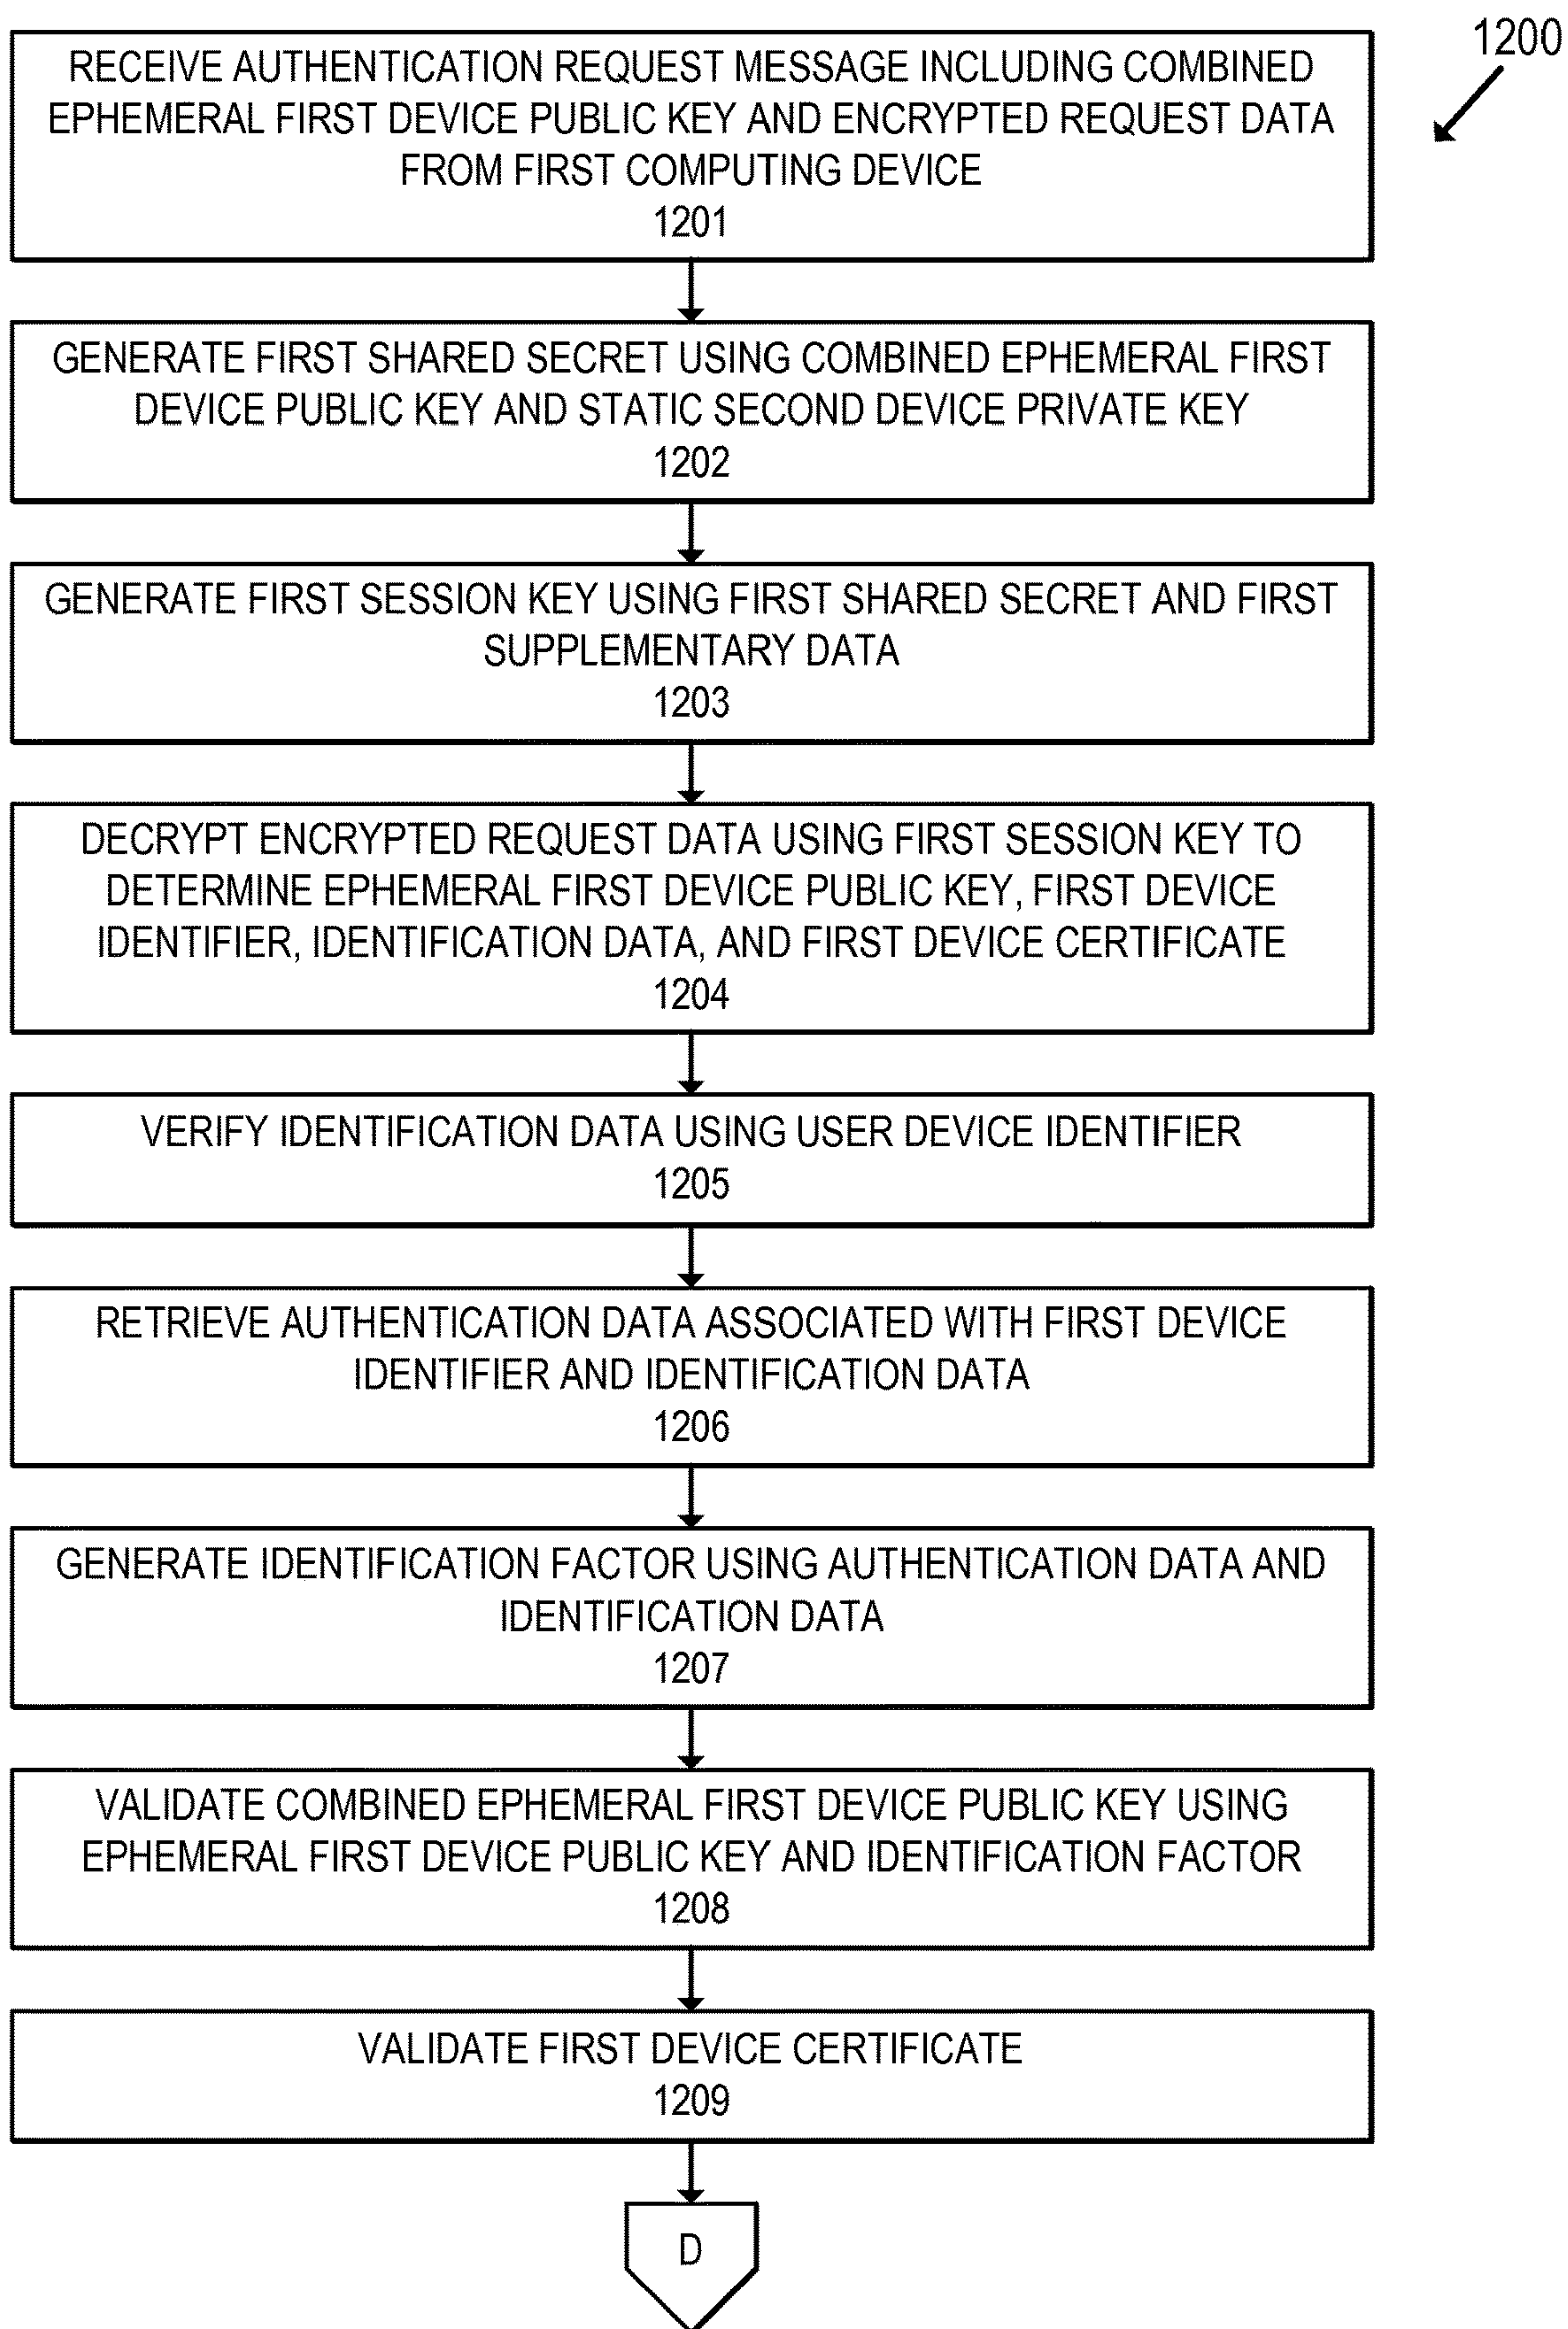 1200
RECEIVE AUTHENTICATION REQUEST MESSAGE INCLUDING COMBINED
EPHEMERAL FIRST DEVICE PUBLIC KEY AND ENCRYPTED REQUEST DATA
FROM FIRST COMPUTING DEVICE
1201
GENERATE FIRST SHARED SECRET USING COMBINED EPHEMERAL FIRST
DEVICE PUBLIC KEY AND STATIC SECOND DEVICE PRIVATE KEY
1202
GENERATE FIRST SESSION KEY USING FIRST SHARED SECRET AND FIRST
SUPPLEMENTARY DATA
1203
DECRYPT ENCRYPTED REQUEST DATA USING FIRST SESSION KEY TO
DETERMINE EPHEMERAL FIRST DEVICE PUBLIC KEY, FIRST DEVICE
IDENTIFIER, IDENTIFICATION DATA, AND FIRST DEVICE CERTIFICATE
1204
VERIFY IDENTIFICATION DATA USING USER DEVICE IDENTIFIER
1205
RETRIEVE AUTHENTICATION DATA ASSOCIATED WITH FIRST DEVICE
IDENTIFIER AND IDENTIFICATION DATA
1206
GENERATE IDENTIFICATION FACTOR USING AUTHENTICATION DATA AND
IDENTIFICATION DATA
1207
VALIDATE COMBINED EPHEMERAL FIRST DEVICE PUBLIC KEY USING
EPHEMERAL FIRST DEVICE PUBLIC KEY AND IDENTIFICATION FACTOR
1208
VALIDATE FIRST DEVICE CERTIFICATE
1209
D